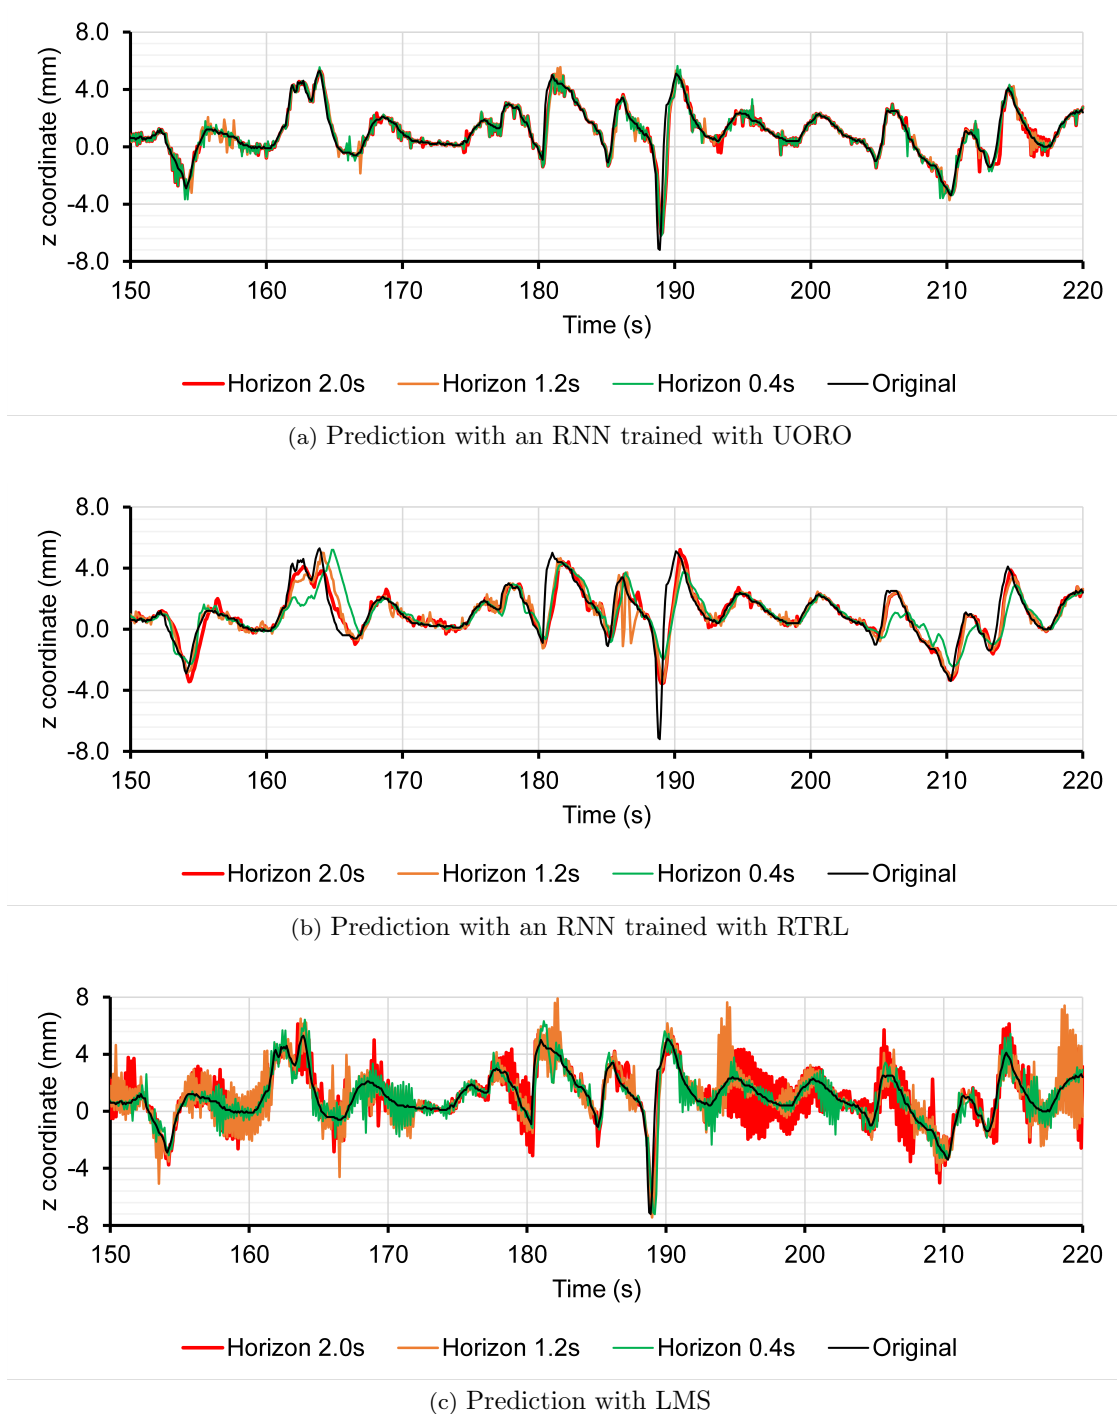 8.0
4.0
0.0
-4.0
-8.0
z coordinate (mm)
150 160 170 180 190 200 210 220
Time (s)
Horizon 2.0s Horizon 1.2s Horizon 0.4s Original
(a) Prediction with an RNN trained with UORO
8.0
4.0
0.0
-4.0
-8.0
z coordinate (mm)
150 160 170 180 190 200 210 220
Time (s)
Horizon 2.0s Horizon 1.2s Horizon 0.4s Original
(b) Prediction with an RNN trained with RTRL
8
4
0
-4
-8
z coordinate (mm)
150 160 170 180 190 200 210 220
Time (s)
Horizon 2.0s Horizon 1.2s Horizon 0.4s Original
(c) Prediction with LMS